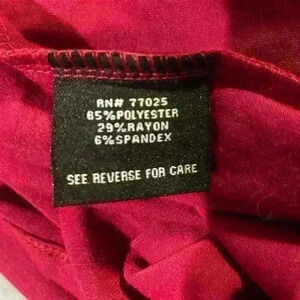 RN# 77025
65%POLYESTER
29%RAYON
6%SPANDEX
SEE REVERSE FOR CARE